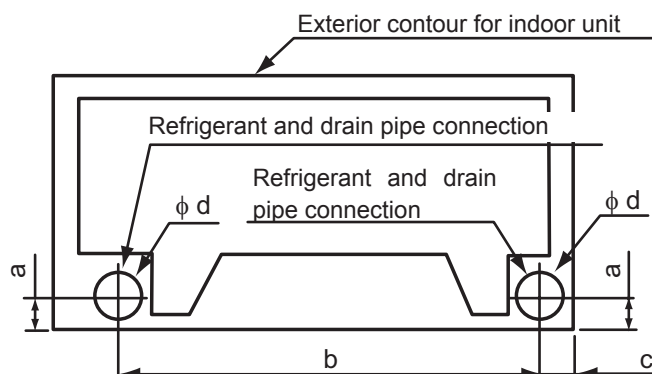 Exterior contour for indoor unit
Refrigerant and drain pipe connection
Refrigerant and drain
pipe connection
ϕ d
ϕ d
a
a
b
c